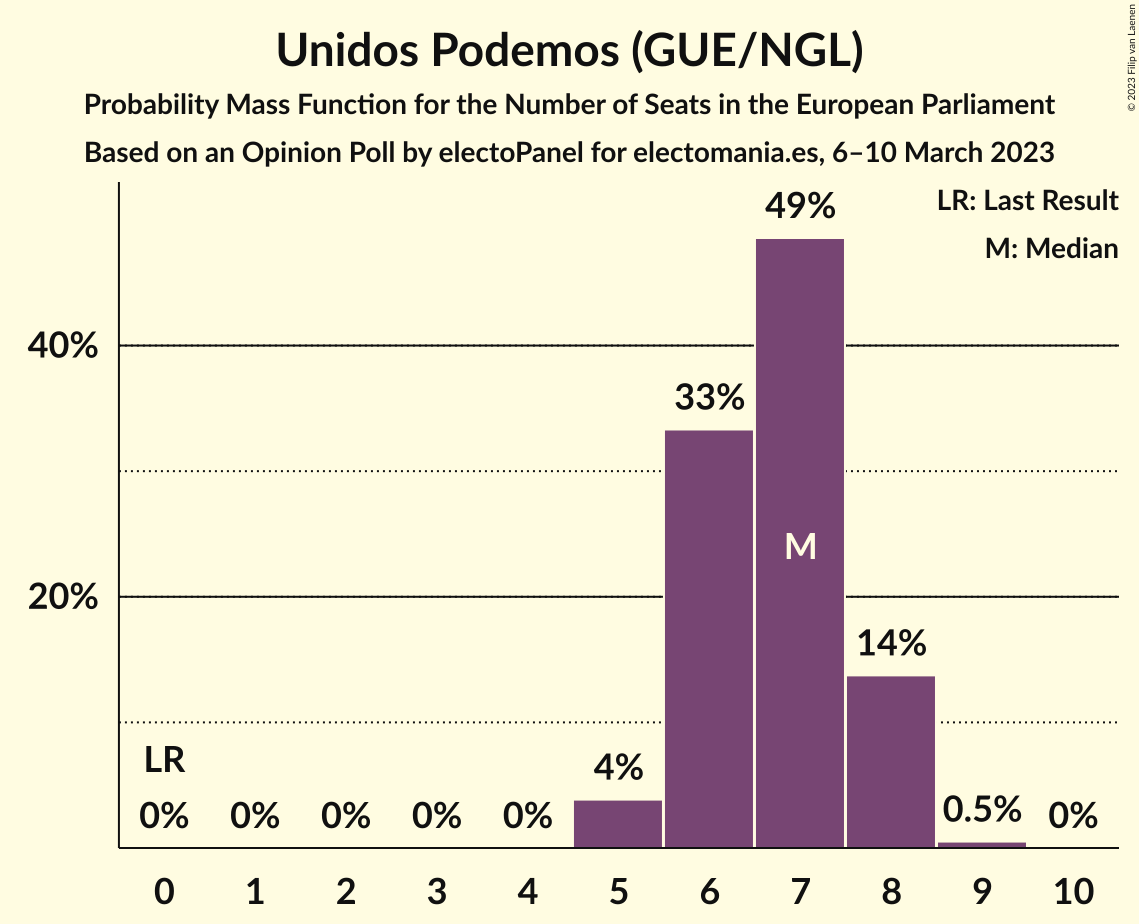 Unidos Podemos (GUE/NGL)
Probability Mass Function for the Number of Seats in the European Parliament
Based on an Opinion Poll by electoPanel for electomania.es, 6–10 March 2023
© 2023 Filip van Laenen
LR: Last Result
M: Median
49%
40%
33%
M
20%
14%
LR
4%
0% 0% 0% 0% 0% 0.5% 0%
0 1 2 3 4 5 6 7 8 9 10